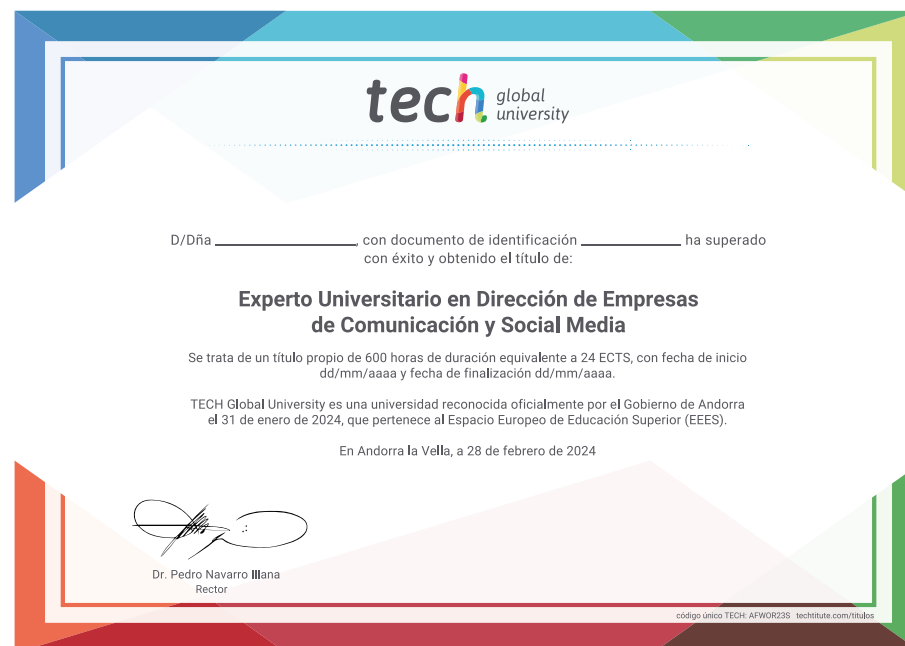 tech global university
D/Dña ____________________, con documento de identificación ______________ ha superado
con éxito y obtenido el título de:
Experto Universitario en Dirección de Empresas
de Comunicación y Social Media
Se trata de un título propio de 600 horas de duración equivalente a 24 ECTS, con fecha de inicio
dd/mm/aaaa y fecha de finalización dd/mm/aaaa.
TECH Global University es una universidad reconocida oficialmente por el Gobierno de Andorra
el 31 de enero de 2024, que pertenece al Espacio Europeo de Educación Superior (EEES).
En Andorra la Vella, a 28 de febrero de 2024
Dr. Pedro Navarro Illana
Rector
código único TECH: AFWOR23S techtitute.com/titulos